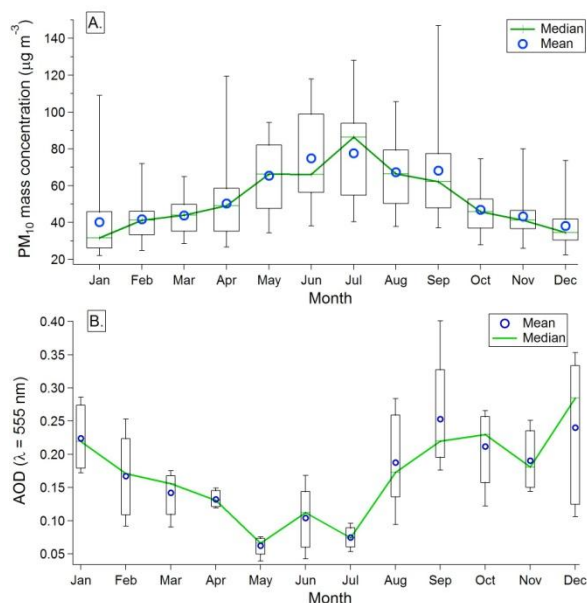 A.
Median
Mean
PM10 mass concentration (µg m-3)
140
120
100
80
60
40
20
Jan Feb Mar Apr May Jun Jul Aug Sep Oct Nov Dec
Month
B.
Mean
Median
AOD (λ = 555 nm)
0.40
0.35
0.30
0.25
0.20
0.15
0.10
0.05
Jan Feb Mar Apr May Jun Jul Aug Sep Oct Nov Dec
Month